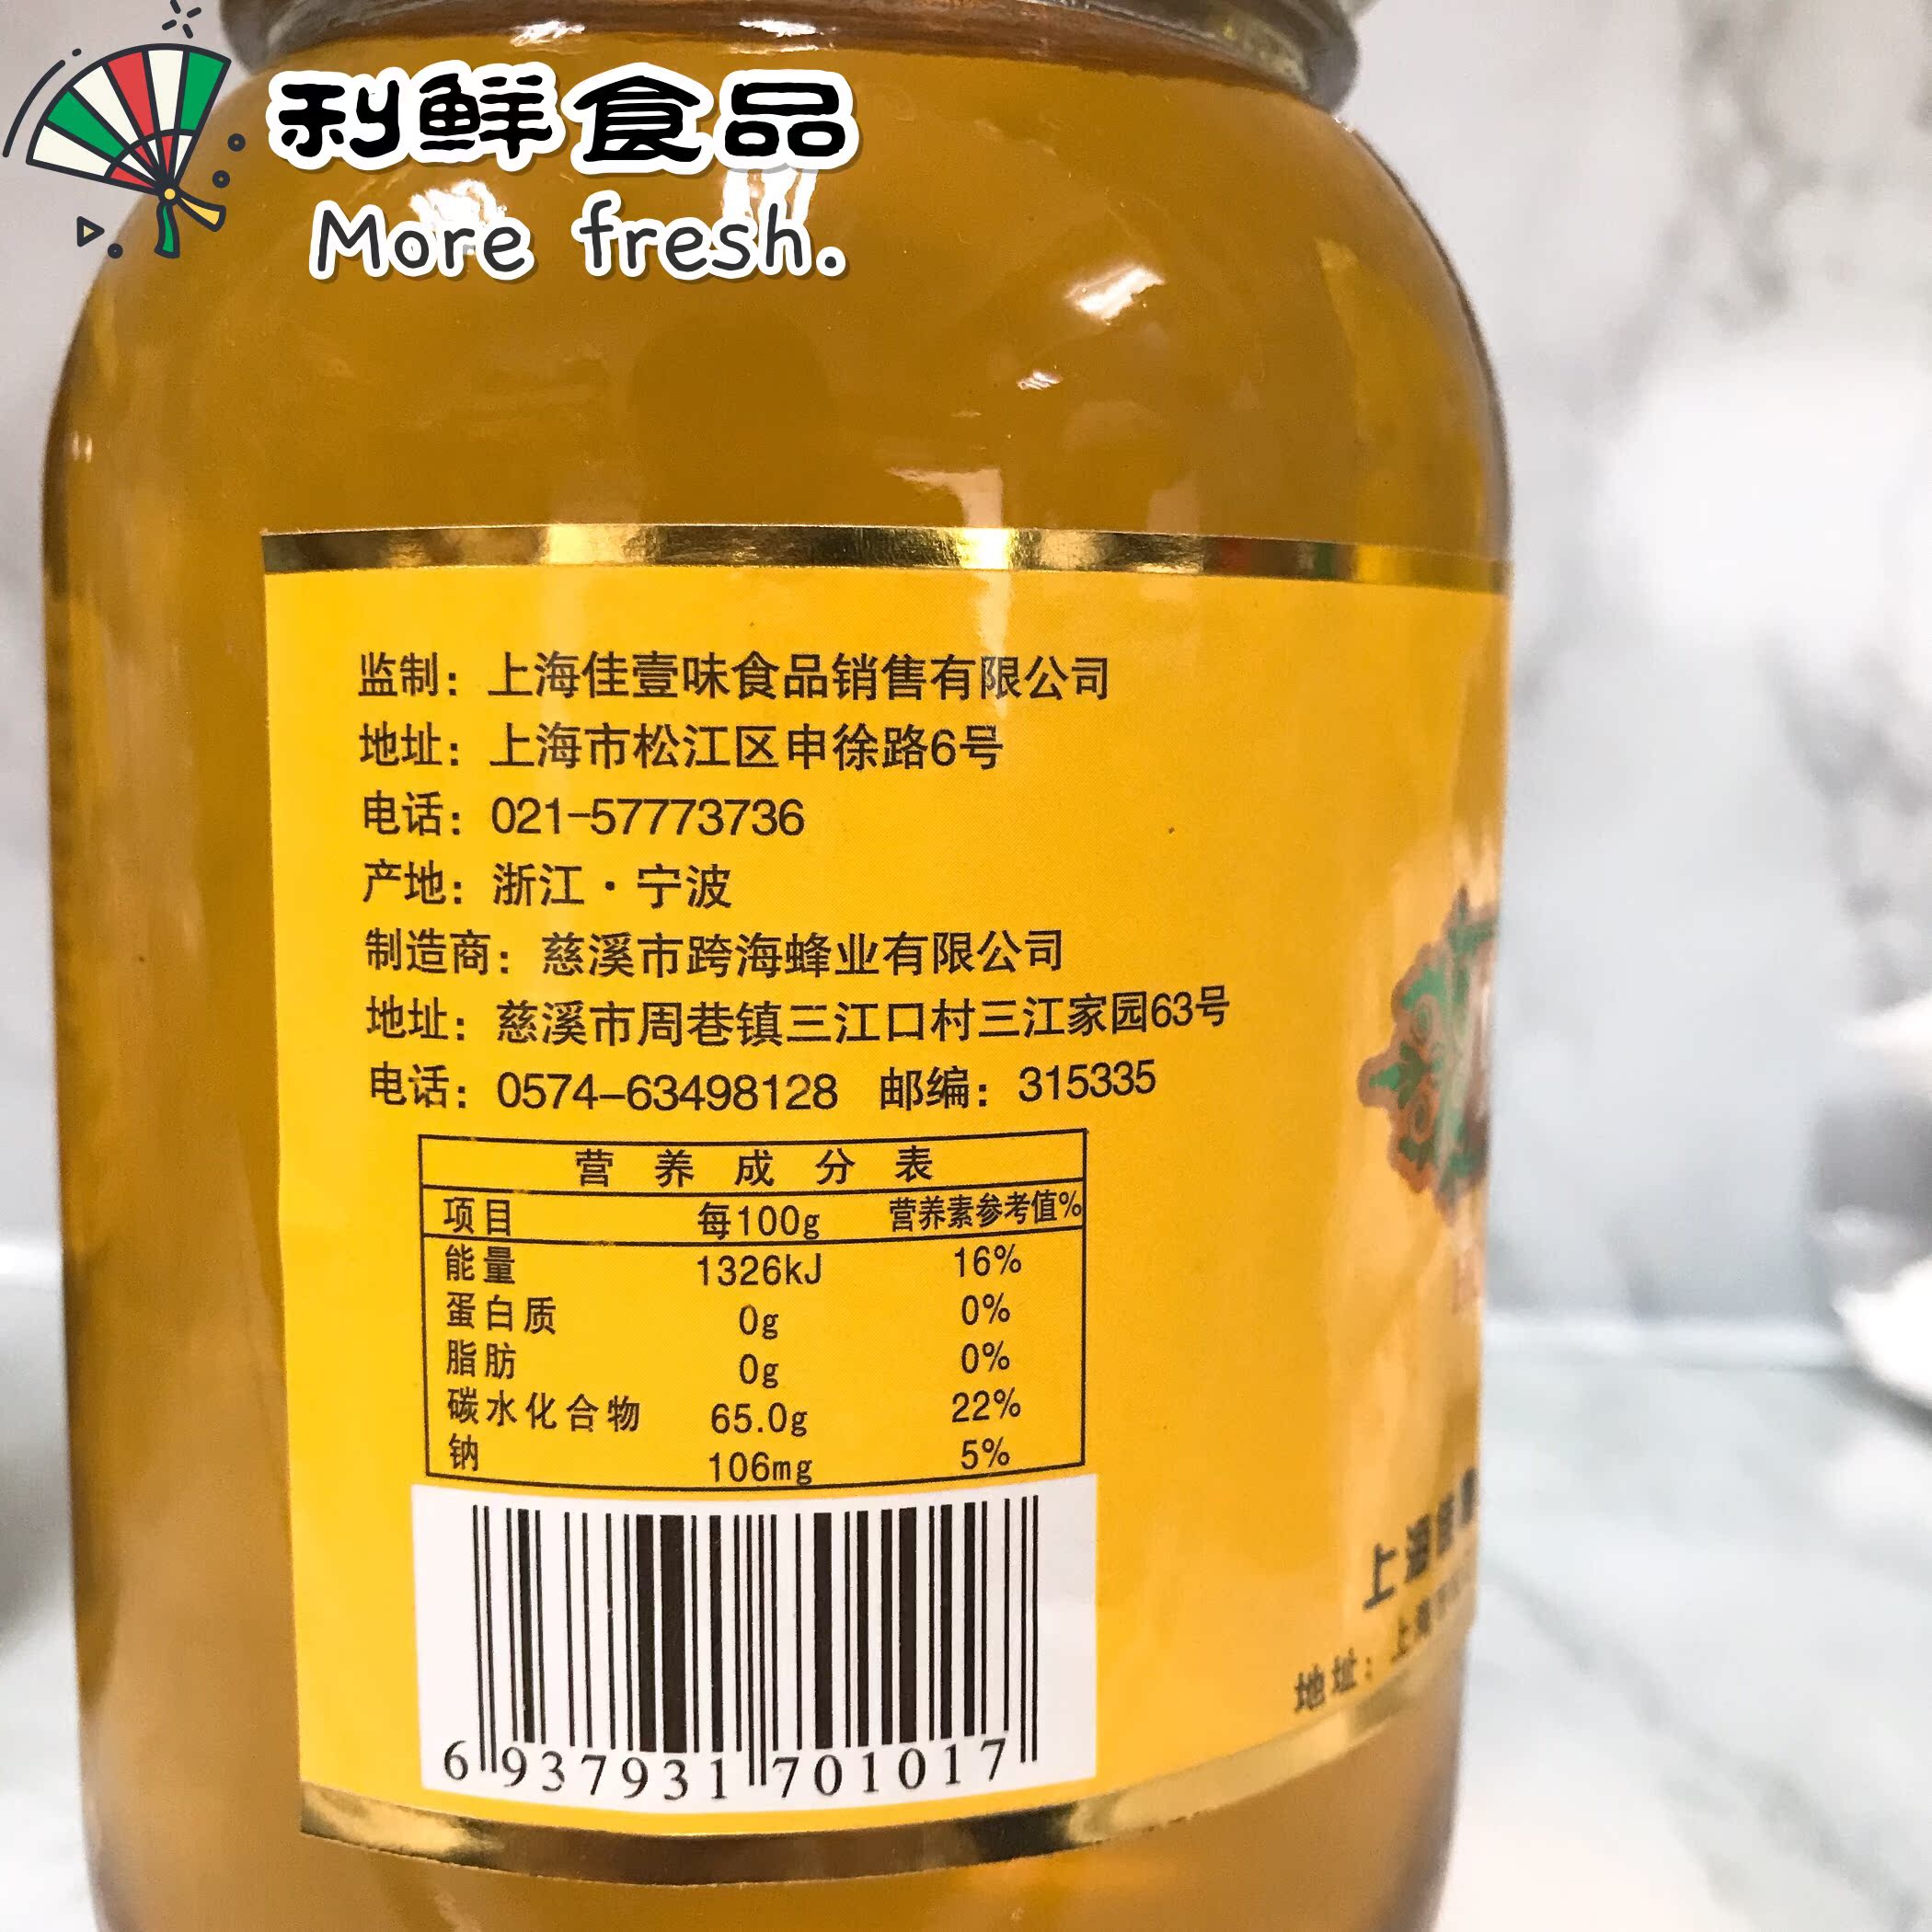 利鲜食品
More fresh.
监制：上海佳壹味食品销售有限公司
地址：上海市松江区申徐路6号
电话：021-57773736
产地：浙江·宁波
制造商：慈溪市跨海蜂业有限公司
地址：慈溪市周巷镇三江口村三江家园63号
电话：0574-63498128 邮编：315335
营养成分表
项目 每100g 营养素参考值%
能量 1326kJ 16%
蛋白质 0g 0%
脂肪 0g 0%
碳水化合物 65.0g 22%
钠 106mg 5%
6 937931 701017
上海
地址：上海